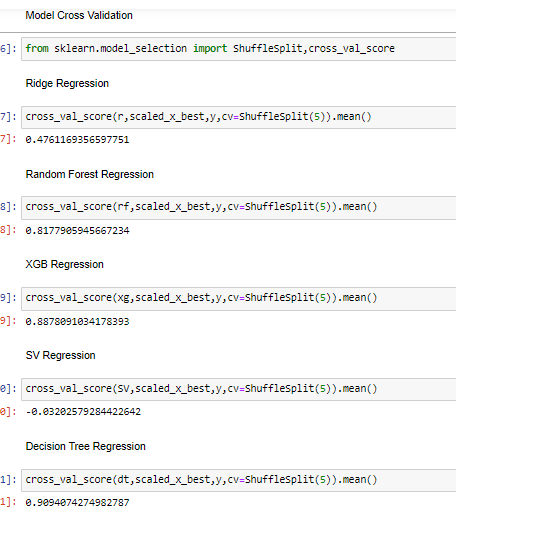 Model Cross Validation
6]: from sklearn.model_selection import ShuffleSplit,cross_val_score
Ridge Regression
7]: cross_val_score(r,scaled_x_best,y,cv=ShuffleSplit(5)).mean()
7]: 0.4761169356597751
Random Forest Regression
8]: cross_val_score(rf,scaled_x_best,y,cv=ShuffleSplit(5)).mean()
8]: 0.8177905945667234
XGB Regression
9]: cross_val_score(xg,scaled_x_best,y,cv=ShuffleSplit(5)).mean()
9]: 0.8878091034178393
SV Regression
0]: cross_val_score(SV,scaled_x_best,y,cv=ShuffleSplit(5)).mean()
0]: -0.03202579284422642
Decision Tree Regression
1]: cross_val_score(dt,scaled_x_best,y,cv=ShuffleSplit(5)).mean()
1]: 0.9094074274982787